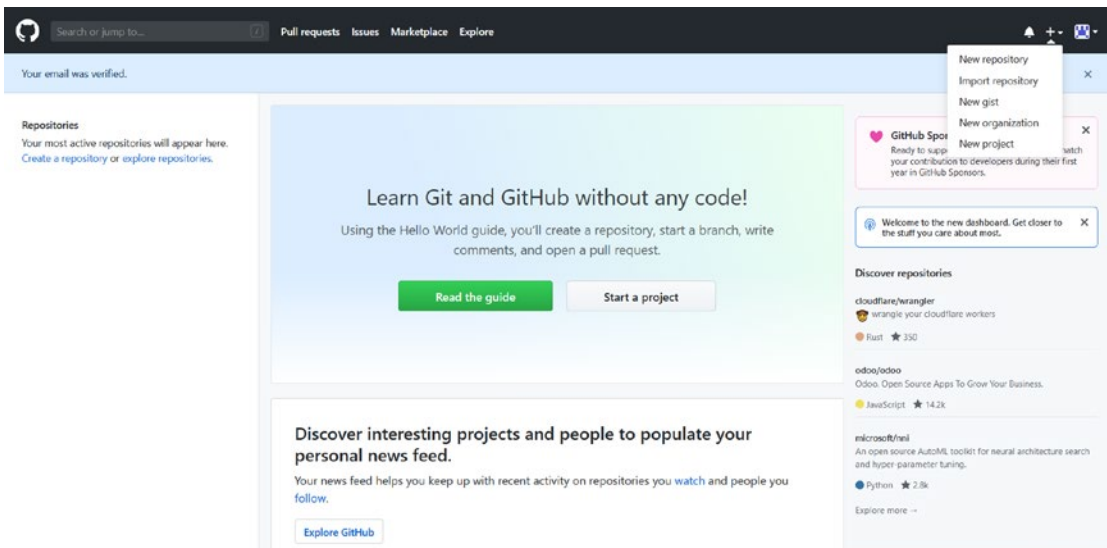 Search or jump to...
/
Pull requests Issues Marketplace Explore
New repository
Import repository
New gist
New organization
New project
Your email was verified.
Repositories
Your most active repositories will appear here.
Create a repository or explore repositories.
Learn Git and GitHub without any code!
Using the Hello World guide, you'll create a repository, start a branch, write
comments, and open a pull request.
Read the guide
Start a project
Discover interesting projects and people to populate your
personal news feed.
Your news feed helps you keep up with recent activity on repositories you watch and people you
follow.
Explore GitHub
GitHub Spon
Ready to supp
your contribution to developers during their first
year in GitHub Sponsors.
Welcome to the new dashboard. Get closer to
the stuff you care about most.
Discover repositories
cloudflare/wrangler
wrangle your cloudflare workers
Rust 350
odoo/odoo
Odoo. Open Source Apps To Grow Your Business.
JavaScript 14.2k
microsoft/nni
An open source AutoML toolkit for neural architecture search
and hyper-parameter tuning.
Python 2.8k
Explore more →